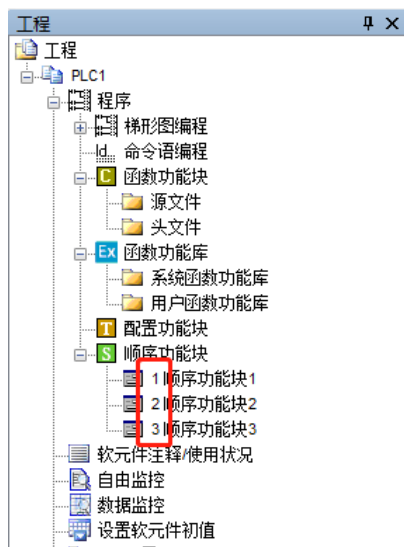 工程
工程
PLC1
程序
梯形图编程
Id... 命令语编程
C 函数功能块
源文件
头文件
Ex 函数功能库
系统函数功能库
用户函数功能库
T 配置功能块
S 顺序功能块
1 顺序功能块1
2 顺序功能块2
3 顺序功能块3
软元件注释/使用状况
自由监控
数据监控
设置软元件初值